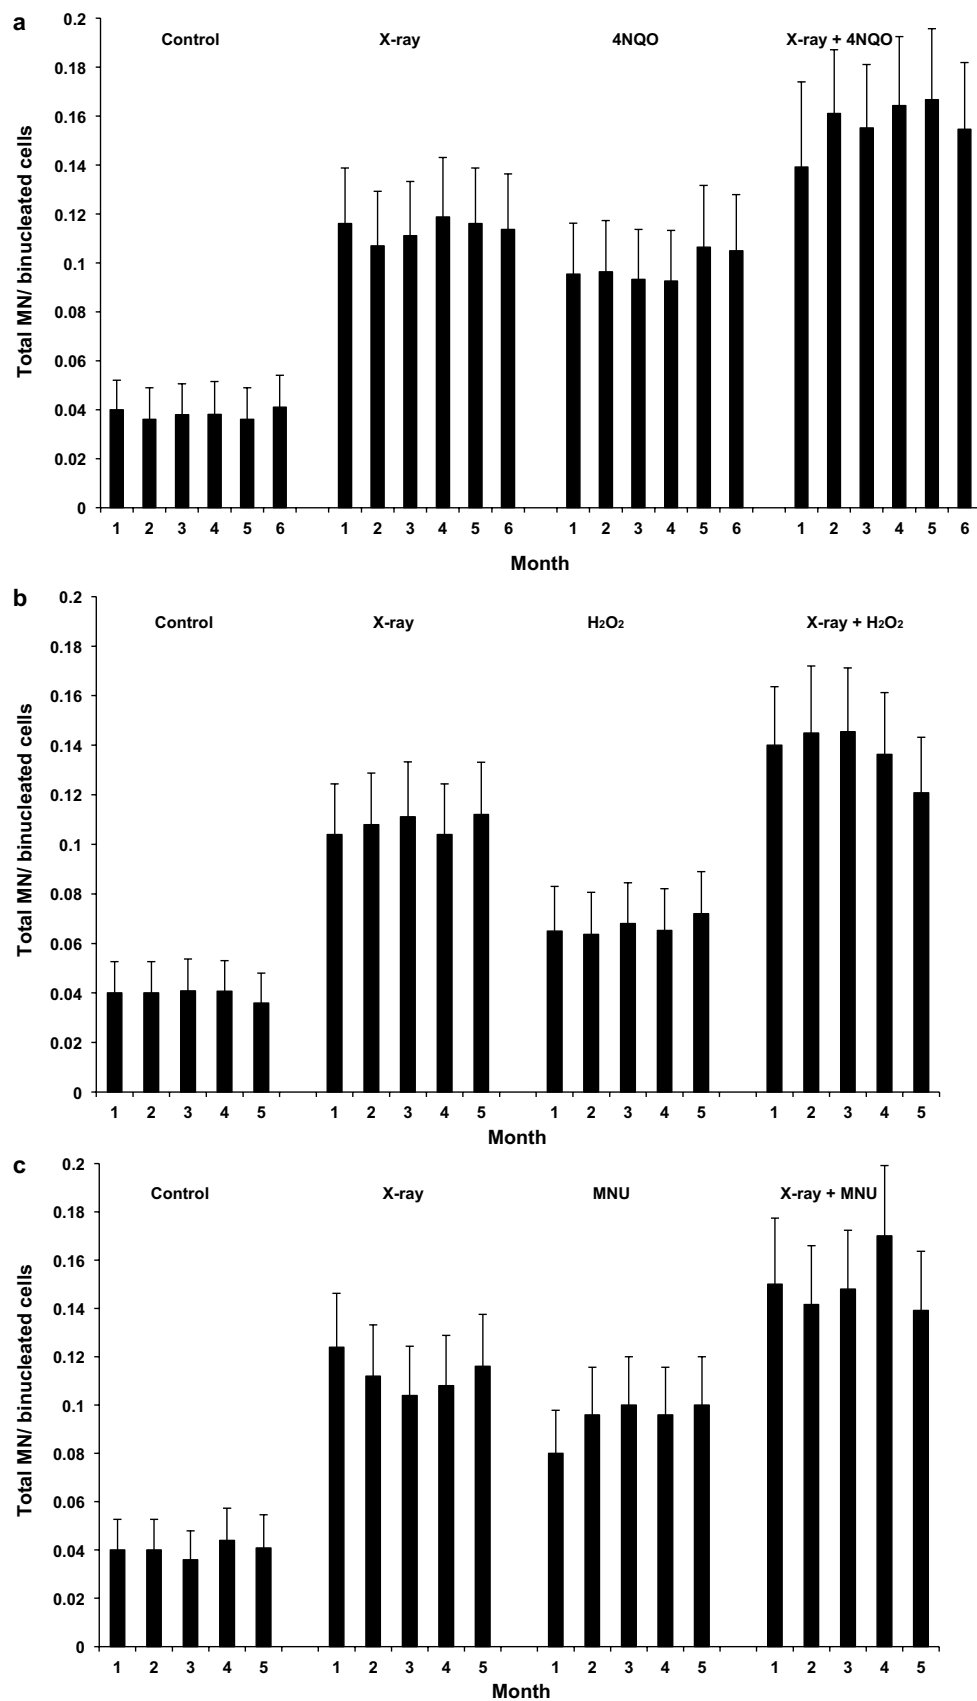 a
Total MN/ binucleated cells
0.2
0.18
0.16
0.14
0.12
0.1
0.08
0.06
0.04
0.02
0
Control X-ray 4NQO X-ray + 4NQO
1 2 3 4 5 6 1 2 3 4 5 6 1 2 3 4 5 6 1 2 3 4 5 6
Month
b
Total MN/ binucleated cells
0.2
0.18
0.16
0.14
0.12
0.1
0.08
0.06
0.04
0.02
0
Control X-ray H₂O₂ X-ray + H₂O₂
1 2 3 4 5 1 2 3 4 5 1 2 3 4 5 1 2 3 4 5
Month
c
Total MN/ binucleated cells
0.2
0.18
0.16
0.14
0.12
0.1
0.08
0.06
0.04
0.02
0
Control X-ray MNU X-ray + MNU
1 2 3 4 5 1 2 3 4 5 1 2 3 4 5 1 2 3 4 5
Month